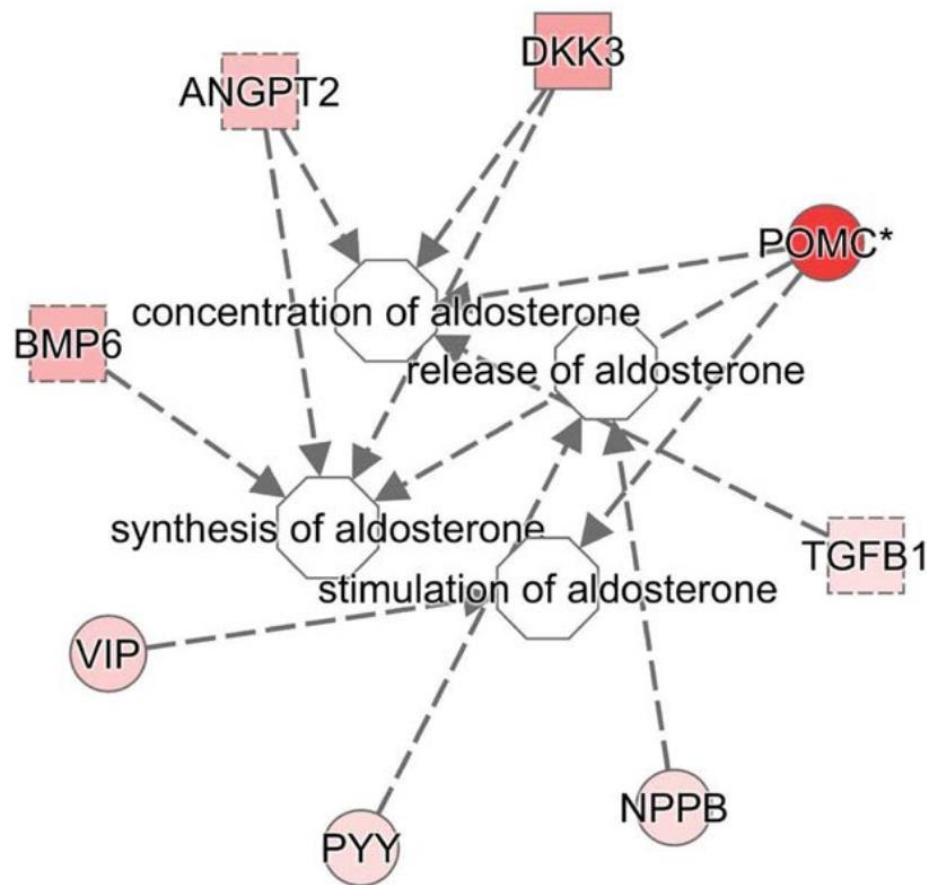 DKK3
ANGPT2
POMC*
concentration of aldosterone
BMP6
release of aldosterone
synthesis of aldosterone
TGFB1
stimulation of aldosterone
VIP
NPPB
PYY